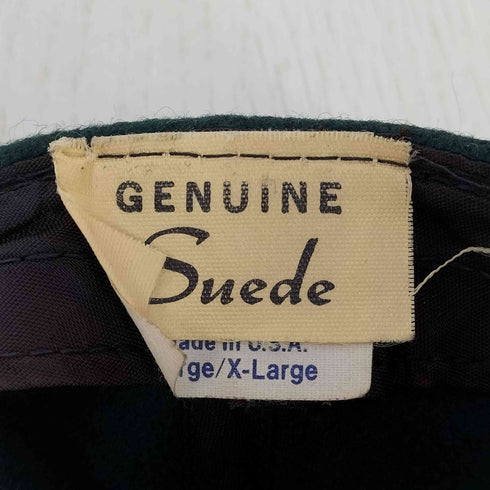 GENUINE
Suede
ade in U.S.A.
rge/X-Large